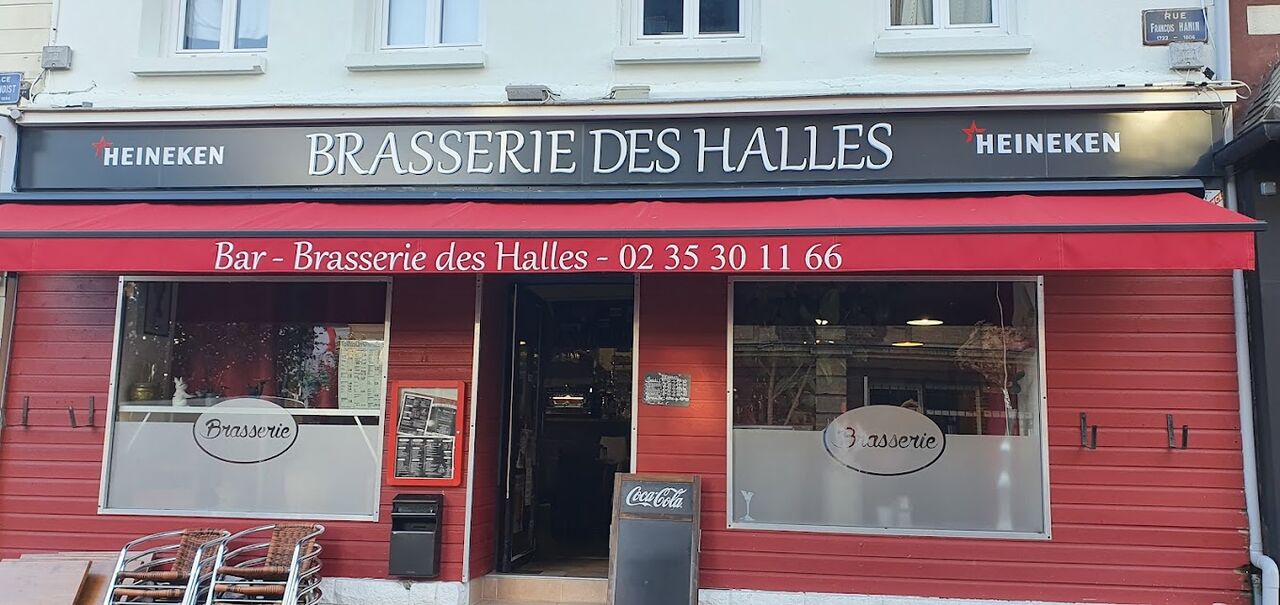 RUE
FRANÇOIS HANIN
HEINEKEN
BRASSERIE DES HALLES
HEINEKEN
Bar - Brasserie des Halles - 02 35 30 11 66
Brasserie
Brasserie
Coca-Cola